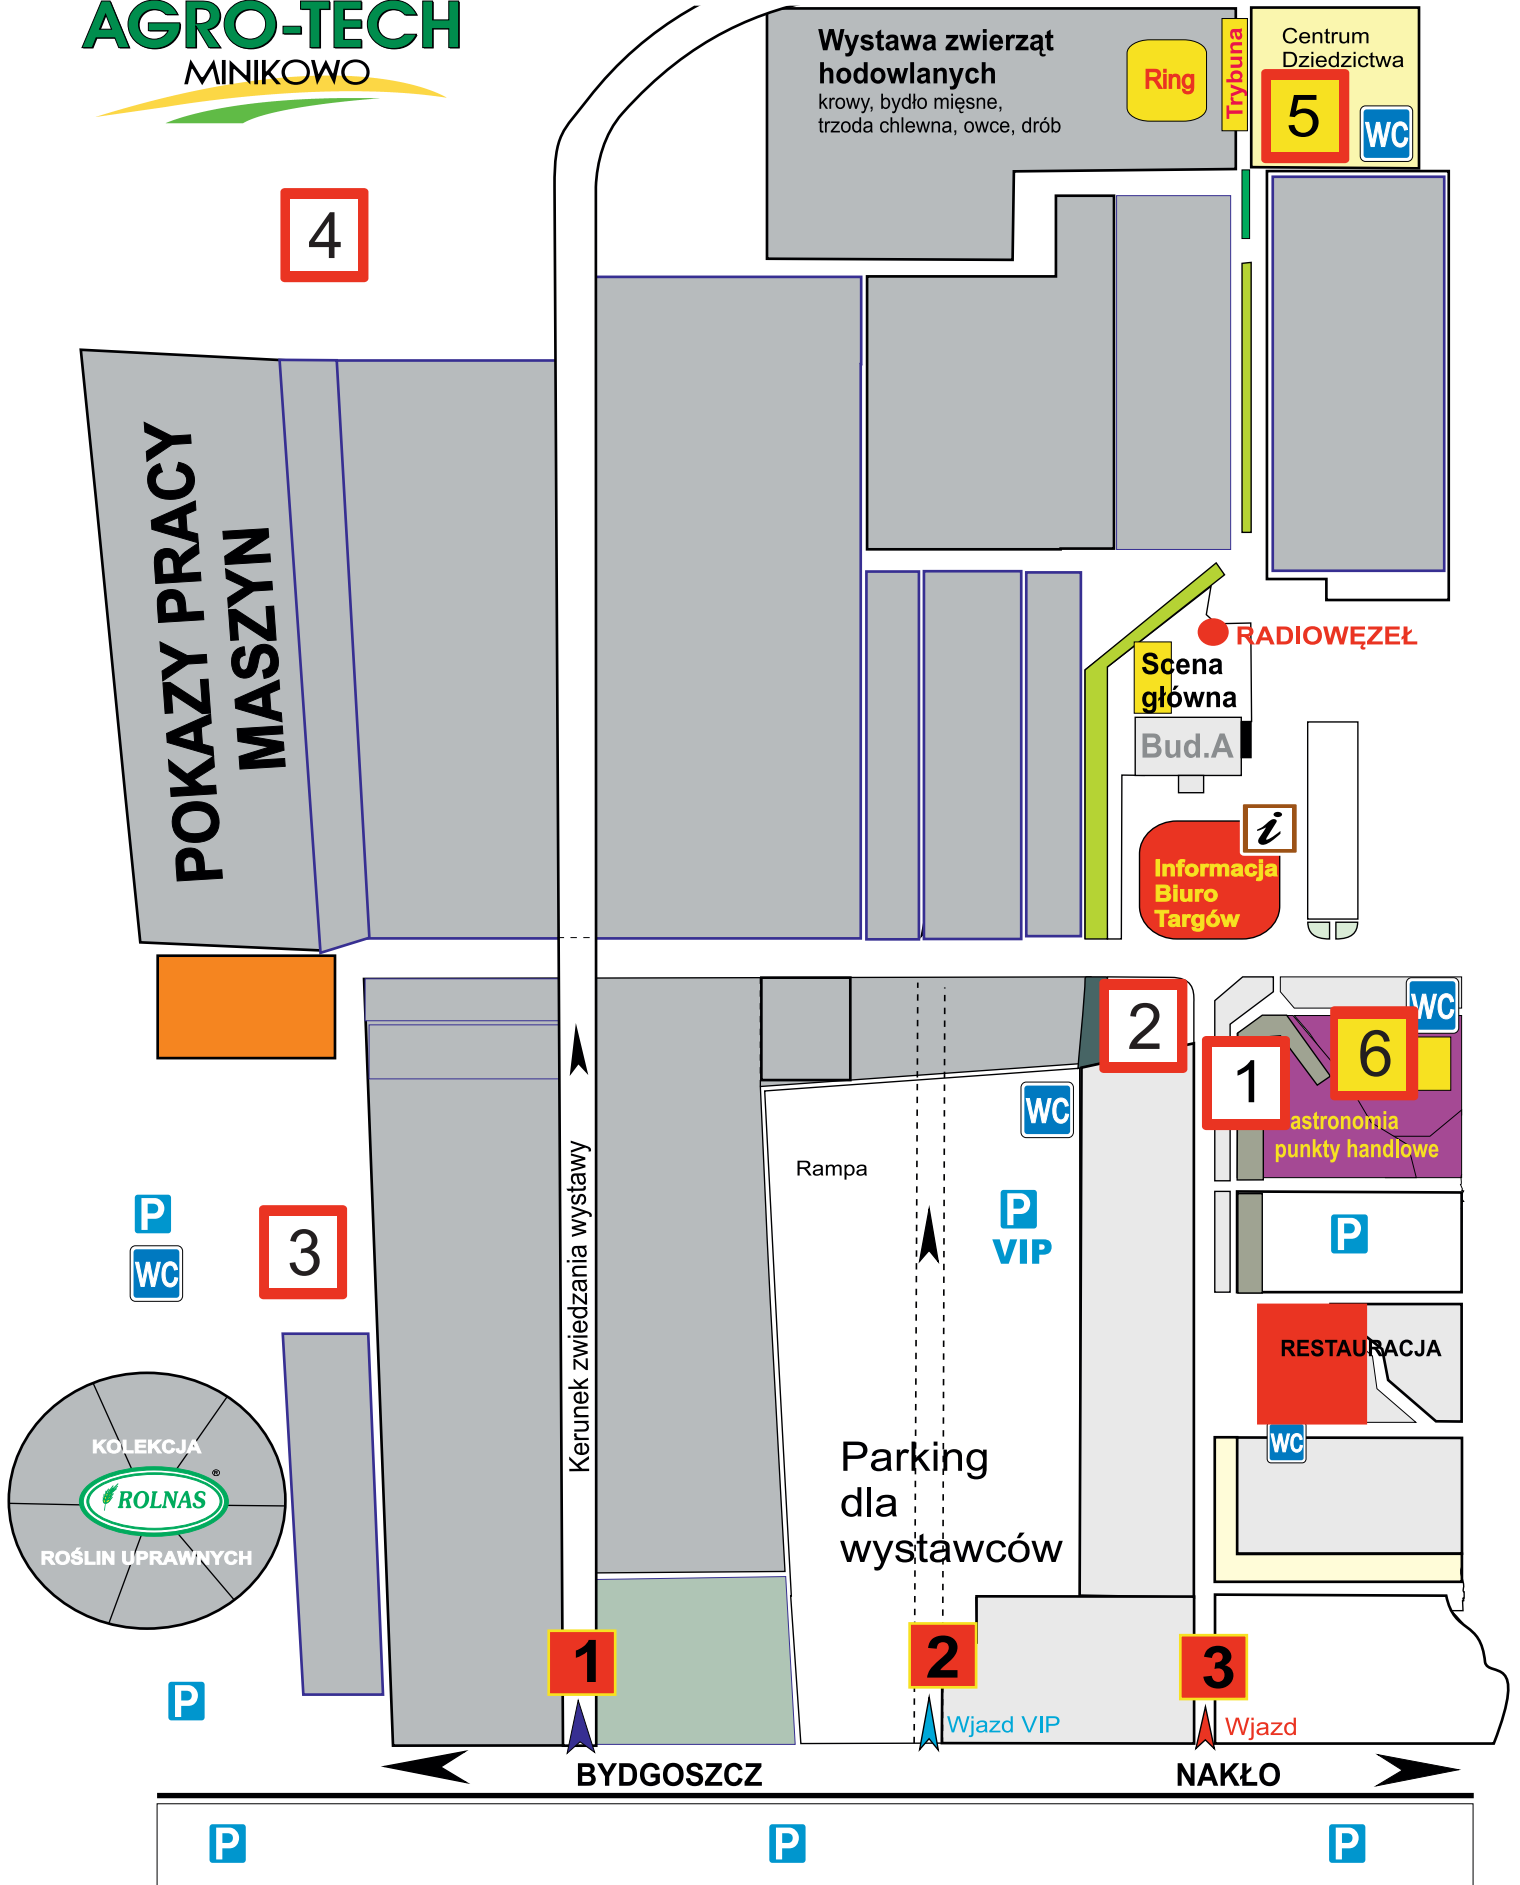 AGRO-TECH
MINIKOWO
Wystawa zwierząt
hodowlanych
krowy, bydło mięsne,
trzoda chlewna, owce, drób
Ring
Trybuna
Centrum
Dziedzictwa
5
WC
4
POKAZY PRACY
MASZYN
RADIOWĘZEŁ
Scena
główna
Bud.A
i
Informacja
Biuro
Targów
2
1
6
WC
astronomia
punkty handlowe
WC
Rampa
P
VIP
P
P
WC
3
Kerunek zwiedzania wystawy
RESTAURACJA
WC
KOLEKCJA
ROLNAS®
ROŚLIN UPRAWNYCH
Parking
dla
wystawców
P
1
2
3
Wjazd VIP
Wjazd
BYDGOSZCZ
NAKŁO
P
P
P